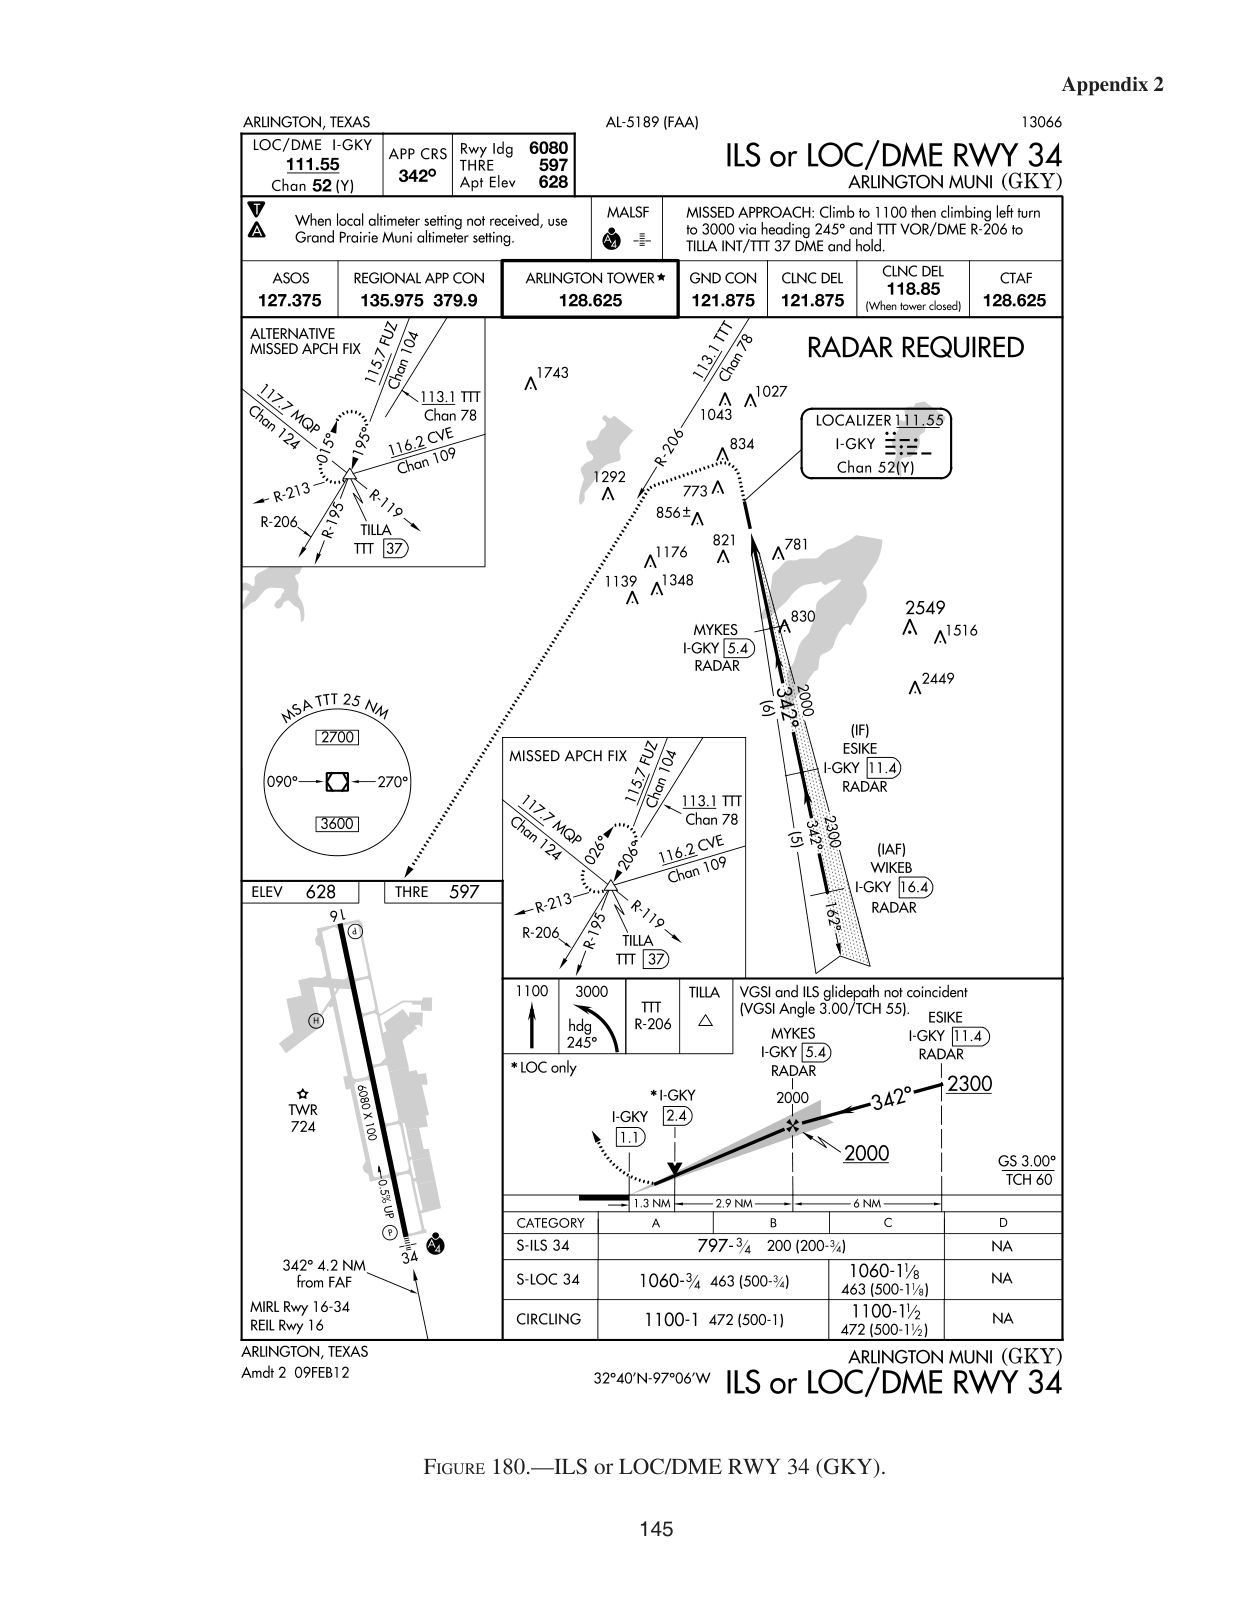 Appendix 2
ARLINGTON, TEXAS
AL-5189 (FAA)
13066
LOC/DME I-GKY
111.55
Chan 52 (Y)
APP CRS
342°
Rwy ldg 6080
THRE 597
Apt Elev 628
ILS or LOC/DME RWY 34
ARLINGTON MUNI (GKY)
T
A
When local altimeter setting not received, use
Grand Prairie Muni altimeter setting.
MALSF
A4
MISSED APPROACH: Climb to 1100 then climbing left turn
to 3000 via heading 245° and TTT VOR/DME R-206 to
TILLA INT/TTT 37 DME and hold.
ASOS
127.375
REGIONAL APP CON
135.975 379.9
ARLINGTON TOWER★
128.625
GND CON
121.875
CLNC DEL
121.875
CLNC DEL
118.85
(When tower closed)
CTAF
128.625
ALTERNATIVE
MISSED APCH FIX
115.7 FUZ
Chan 104
117.7 MQP
Chan 124
113.1 TTT
Chan 78
116.2 CVE
Chan 109
015°
195°
R-213
R-206
R-195
R-119
TILLA
TTT 37
113.1 TTT
Chan 78
R-206
RADAR REQUIRED
LOCALIZER 111.55
I-GKY
Chan 52(Y)
1743
1027
1043
834
1292
773
856±
821
781
1176
1139
1348
830
2549
1516
2449
MYKES
I-GKY 5.4
RADAR
342°
2000
(6)
(IF)
ESIKE
I-GKY 11.4
RADAR
342°
2300
(5)
(IAF)
WIKEB
I-GKY 16.4
RADAR
162°
MSA TTT 25 NM
2700
090°
270°
3600
MISSED APCH FIX
115.7 FUZ
Chan 104
117.7 MQP
Chan 124
113.1 TTT
Chan 78
116.2 CVE
Chan 109
026°
206°
R-213
R-206
R-195
R-119
TILLA
TTT 37
ELEV 628
THRE 597
16
P
H
6080 X 100
TWR
724
0.5% UP
P
34
A4
342° 4.2 NM
from FAF
MIRL Rwy 16-34
REIL Rwy 16
1100
3000
hdg
245°
TTT
R-206
TILLA
VGSI and ILS glidepath not coincident
(VGSI Angle 3.00/TCH 55).
*LOC only
MYKES
I-GKY 5.4
RADAR
ESIKE
I-GKY 11.4
RADAR
*I-GKY
2.4
I-GKY
1.1
2000
342°
2300
2000
GS 3.00°
TCH 60
1.3 NM
2.9 NM
6 NM
CATEGORY A B C D
S-ILS 34 797-¾ 200 (200-¾) NA
S-LOC 34 1060-¾ 463 (500-¾) 1060-1⅛ 463 (500-1⅛) NA
CIRCLING 1100-1 472 (500-1) 1100-1½ 472 (500-1½) NA
ARLINGTON, TEXAS
Amdt 2 09FEB12
32°40'N-97°06'W
ARLINGTON MUNI (GKY)
ILS or LOC/DME RWY 34
FIGURE 180.—ILS or LOC/DME RWY 34 (GKY).
145